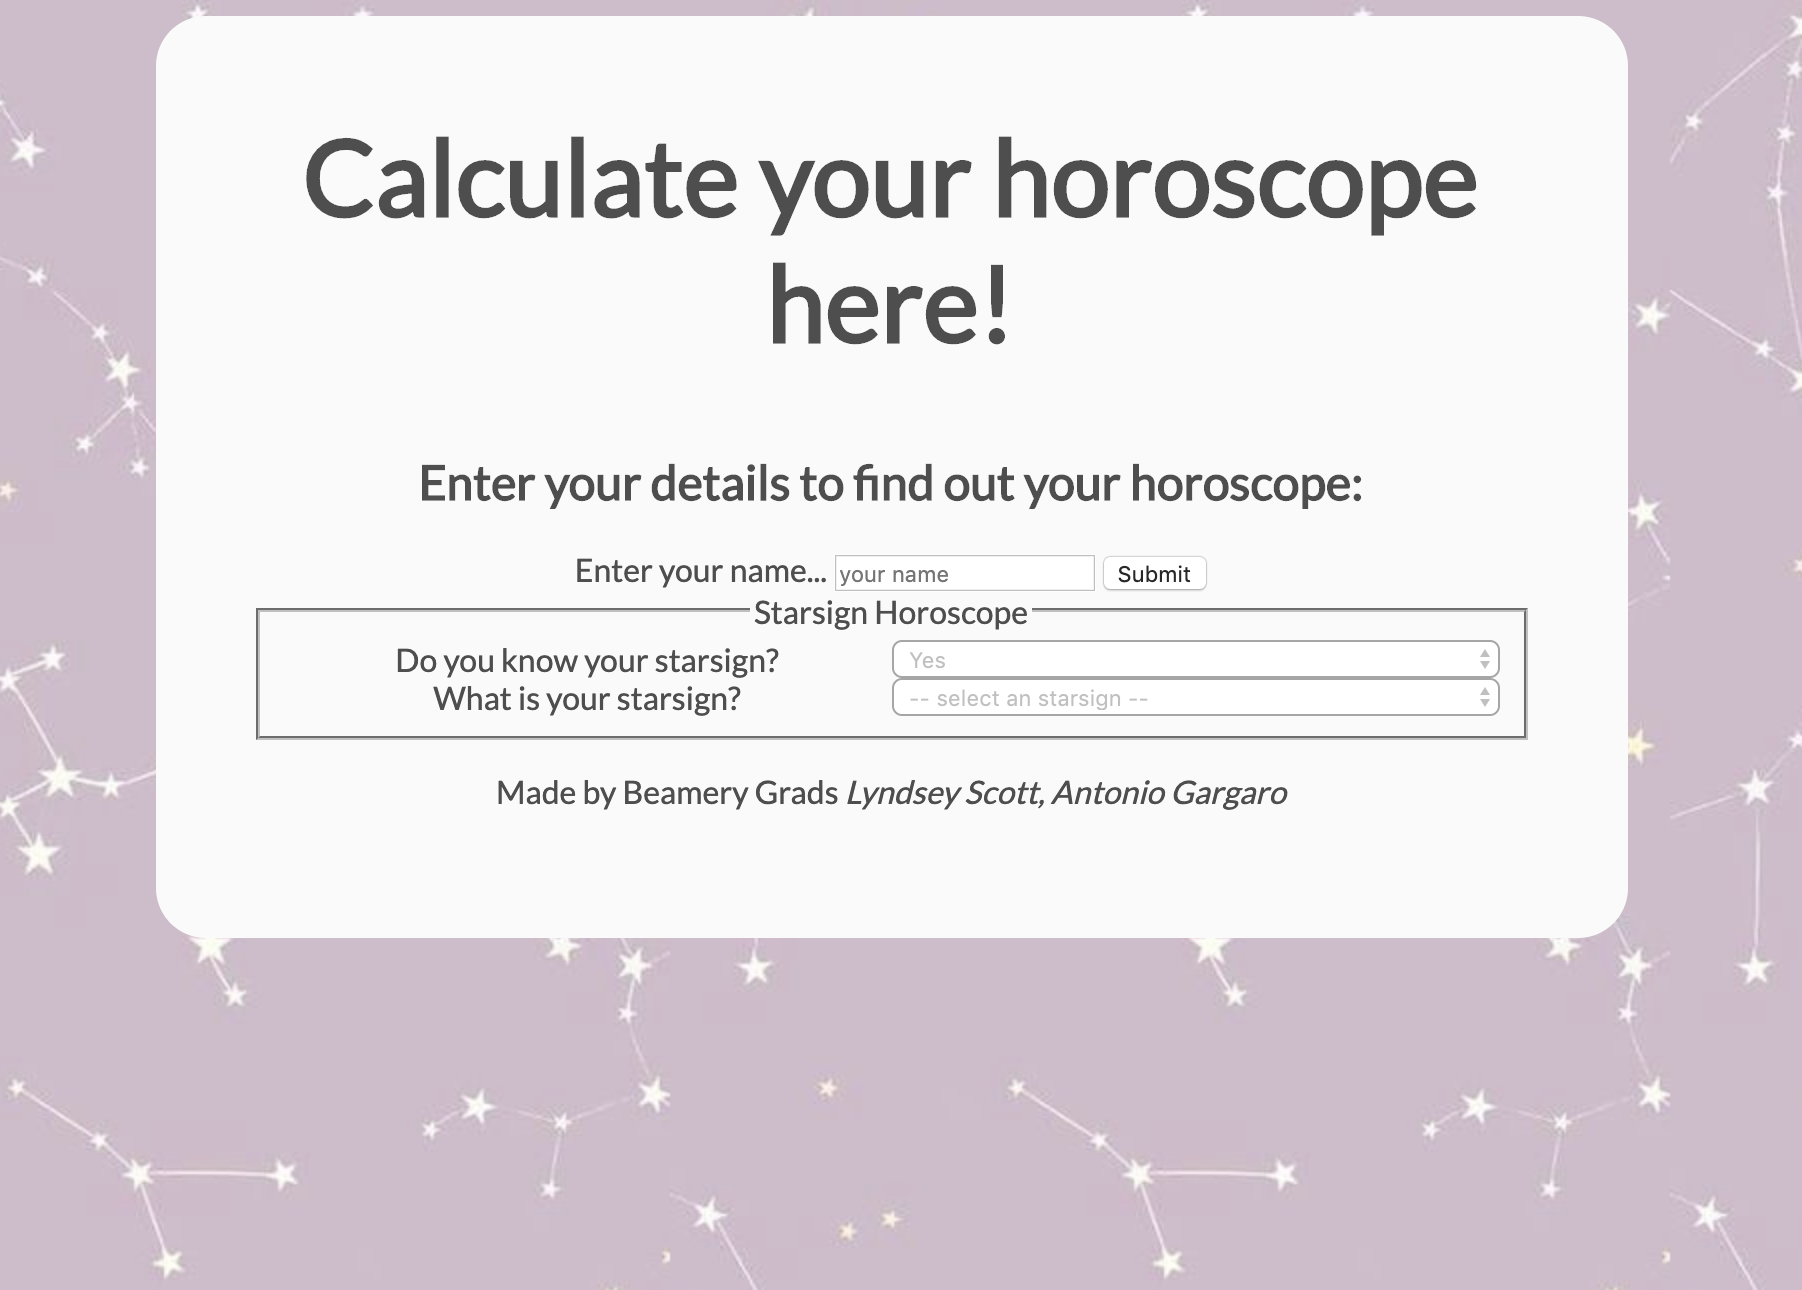 Calculate your horoscope
here!
Enter your details to find out your horoscope:
Enter your name... your name Submit
Starsign Horoscope
Do you know your starsign? Yes
What is your starsign? -- select an starsign --
Made by Beamery Grads Lyndsey Scott, Antonio Gargaro